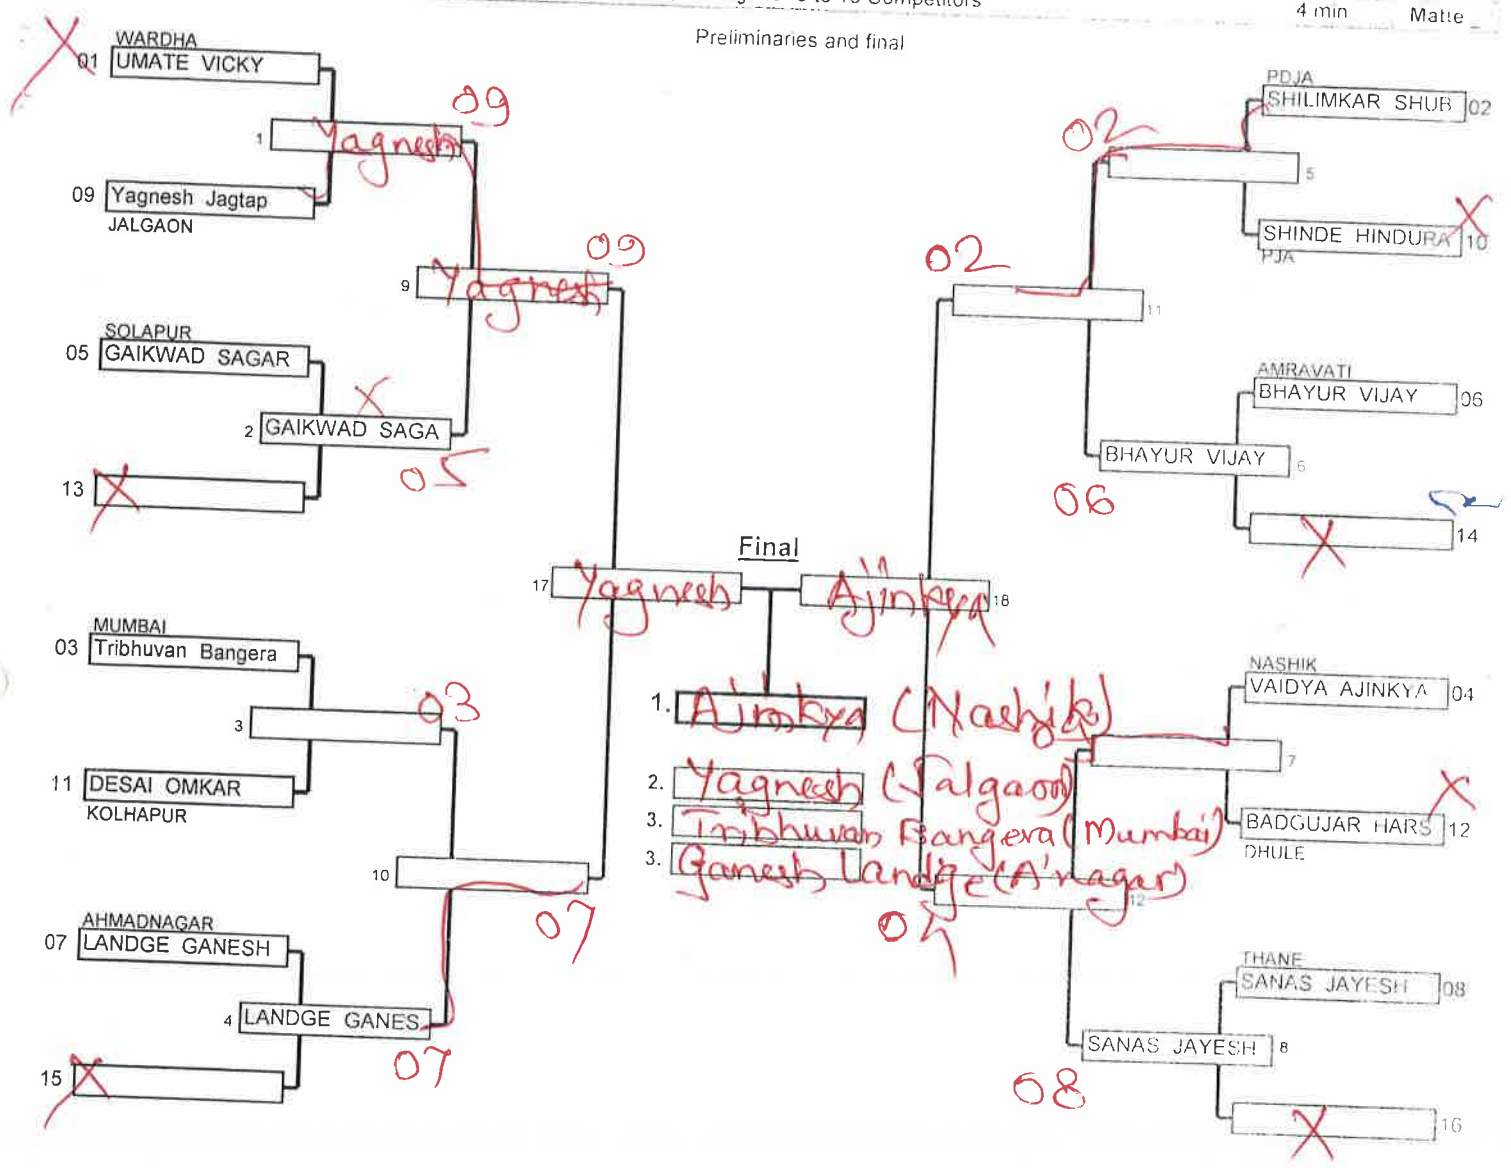 to 16 Competitors
4 min Matte
Preliminaries and final
WARDHA
01 UMATE VICKY
09
1 Yagnesh
09 Yagnesh Jagtap
JALGAON
09
9 Yagnesh
SOLAPUR
05 GAIKWAD SAGAR
X
2 GAIKWAD SAGA
05
13 X
17 Yagnesh
MUMBAI
03 Tribhuvan Bangera
03
3
11 DESAI OMKAR
KOLHAPUR
10
07
AHMADNAGAR
07 LANDGE GANESH
4 LANDGE GANES
07
15 X
Final
1. Ajinkya (Nashik)
2. Yagnesh (Jalgaon)
3. Tribhuvan Bangera (Mumbai)
3. Ganesh Landge (A'nagar)
PDJA
SHILIMKAR SHUB 02
02
5
X
SHINDE HINDURA 10
PJA
02
11
AMRAVATI
BHAYUR VIJAY 06
BHAYUR VIJAY 6
06
X 14
Ajinkya 18
NASHIK
VAIDYA AJINKYA 04
7
X
BADGUJAR HARS 12
DHULE
12
04
THANE
SANAS JAYESH 08
SANAS JAYESH 8
08
X 16